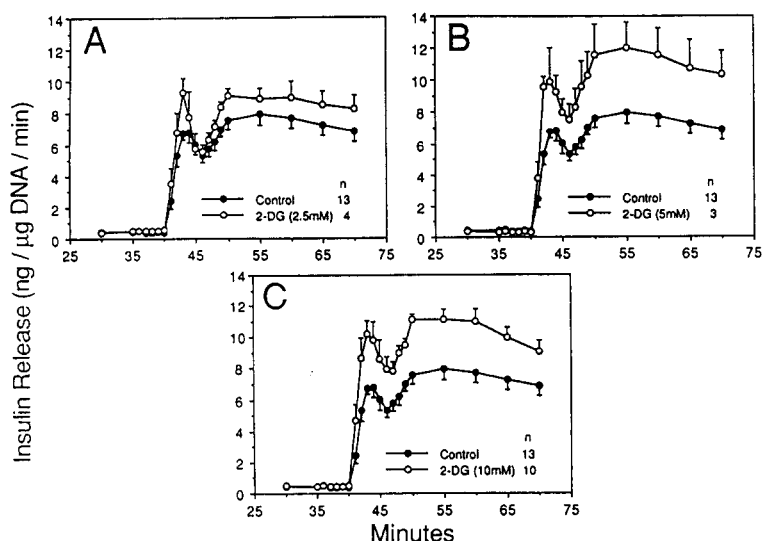 Insulin Release (ng / µg DNA / min)
A
14
12
10
8
6
4
2
0
25 35 45 55 65 75
n
Control 13
2-DG (2.5mM) 4
B
14
12
10
8
6
4
2
0
25 35 45 55 65 75
n
Control 13
2-DG (5mM) 3
C
14
12
10
8
6
4
2
0
25 35 45 55 65 75
n
Control 13
2-DG (10mM) 10
Minutes